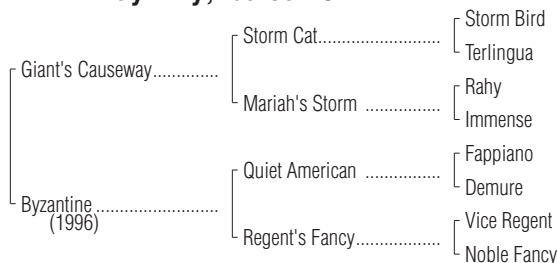 Storm Bird
Storm Cat..........................
Terlingua
Giant's Causeway..............
Rahy
Mariah's Storm ................
Immense
Fappiano
Quiet American ................
Demure
Byzantine ..........................
(1996)
Vice Regent
Regent's Fancy..................
Noble Fancy